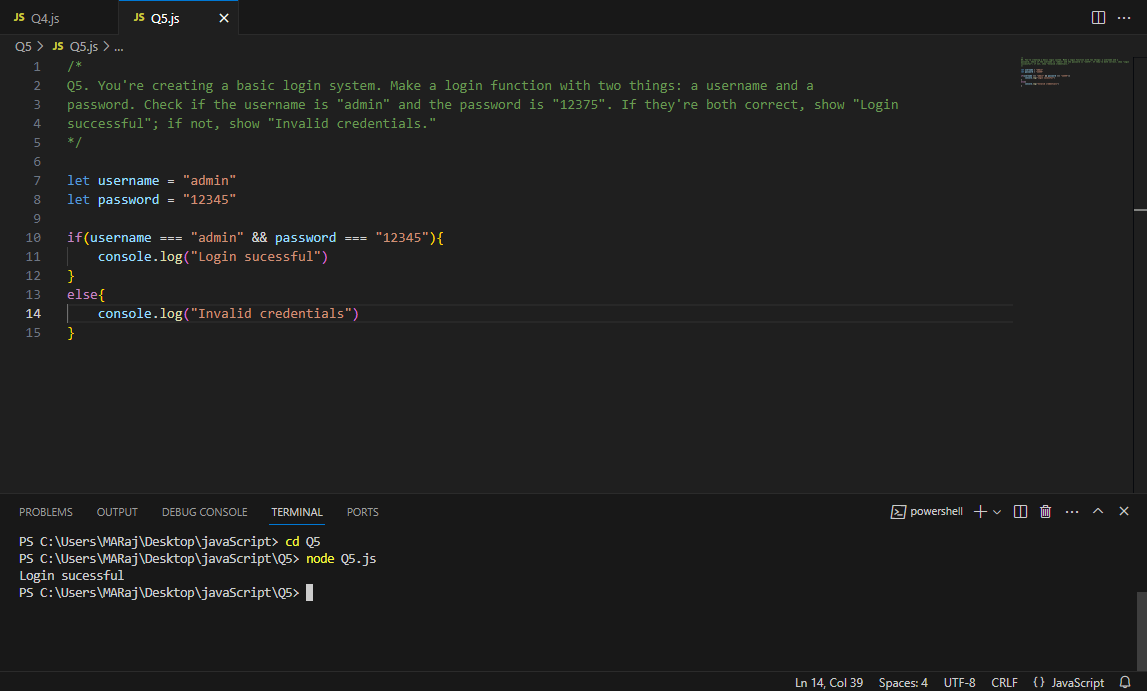 JS Q4.js JS Q5.js
Q5 > JS Q5.js > ...
1 /*
2 Q5. You're creating a basic login system. Make a login function with two things: a username and a
3 password. Check if the username is "admin" and the password is "12375". If they're both correct, show "Login
4 successful"; if not, show "Invalid credentials."
5 */
6
7 let username = "admin"
8 let password = "12345"
9
10 if(username === "admin" && password === "12345"){
11 console.log("Login sucessful")
12 }
13 else{
14 console.log("Invalid credentials")
15 }
PROBLEMS OUTPUT DEBUG CONSOLE TERMINAL PORTS powershell
PS C:\Users\MARaj\Desktop\javaScript> cd Q5
PS C:\Users\MARaj\Desktop\javaScript\Q5> node Q5.js
Login sucessful
PS C:\Users\MARaj\Desktop\javaScript\Q5>
Ln 14, Col 39 Spaces: 4 UTF-8 CRLF {} JavaScript